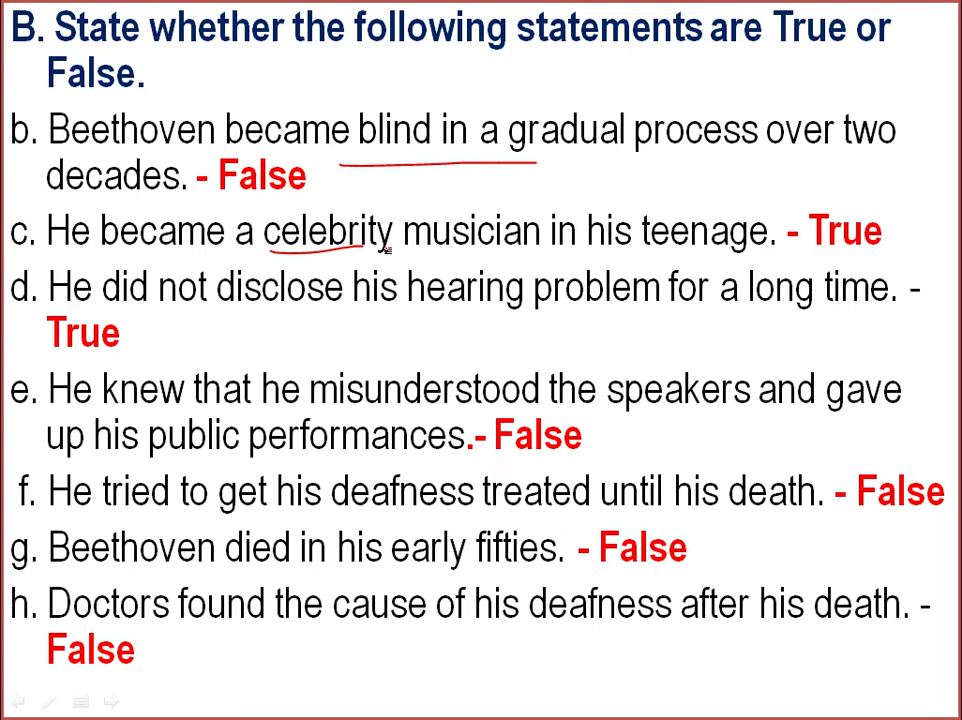 B. State whether the following statements are True or
False.
b. Beethoven became blind in a gradual process over two
decades. - False
c. He became a celebrity musician in his teenage. - True
d. He did not disclose his hearing problem for a long time. -
True
e. He knew that he misunderstood the speakers and gave
up his public performances.- False
f. He tried to get his deafness treated until his death. - False
g. Beethoven died in his early fifties. - False
h. Doctors found the cause of his deafness after his death. -
False